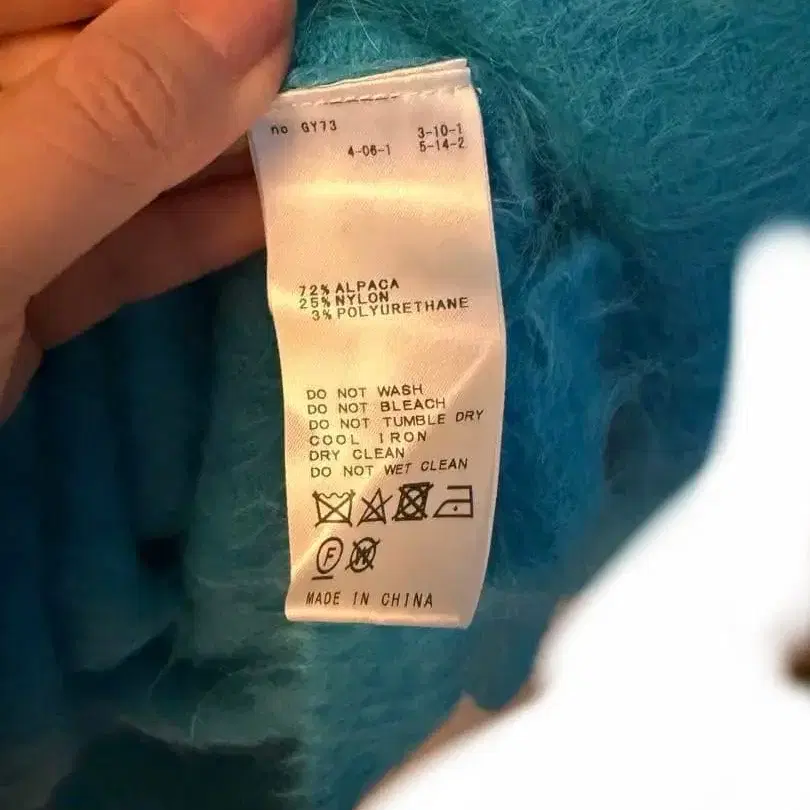 no GY73 3-10-1
4-06-1 5-14-2
72% ALPACA
25% NYLON
3% POLYURETHANE
DO NOT WASH
DO NOT BLEACH
DO NOT TUMBLE DRY
COOL IRON
DRY CLEAN
DO NOT WET CLEAN
F W
MADE IN CHINA